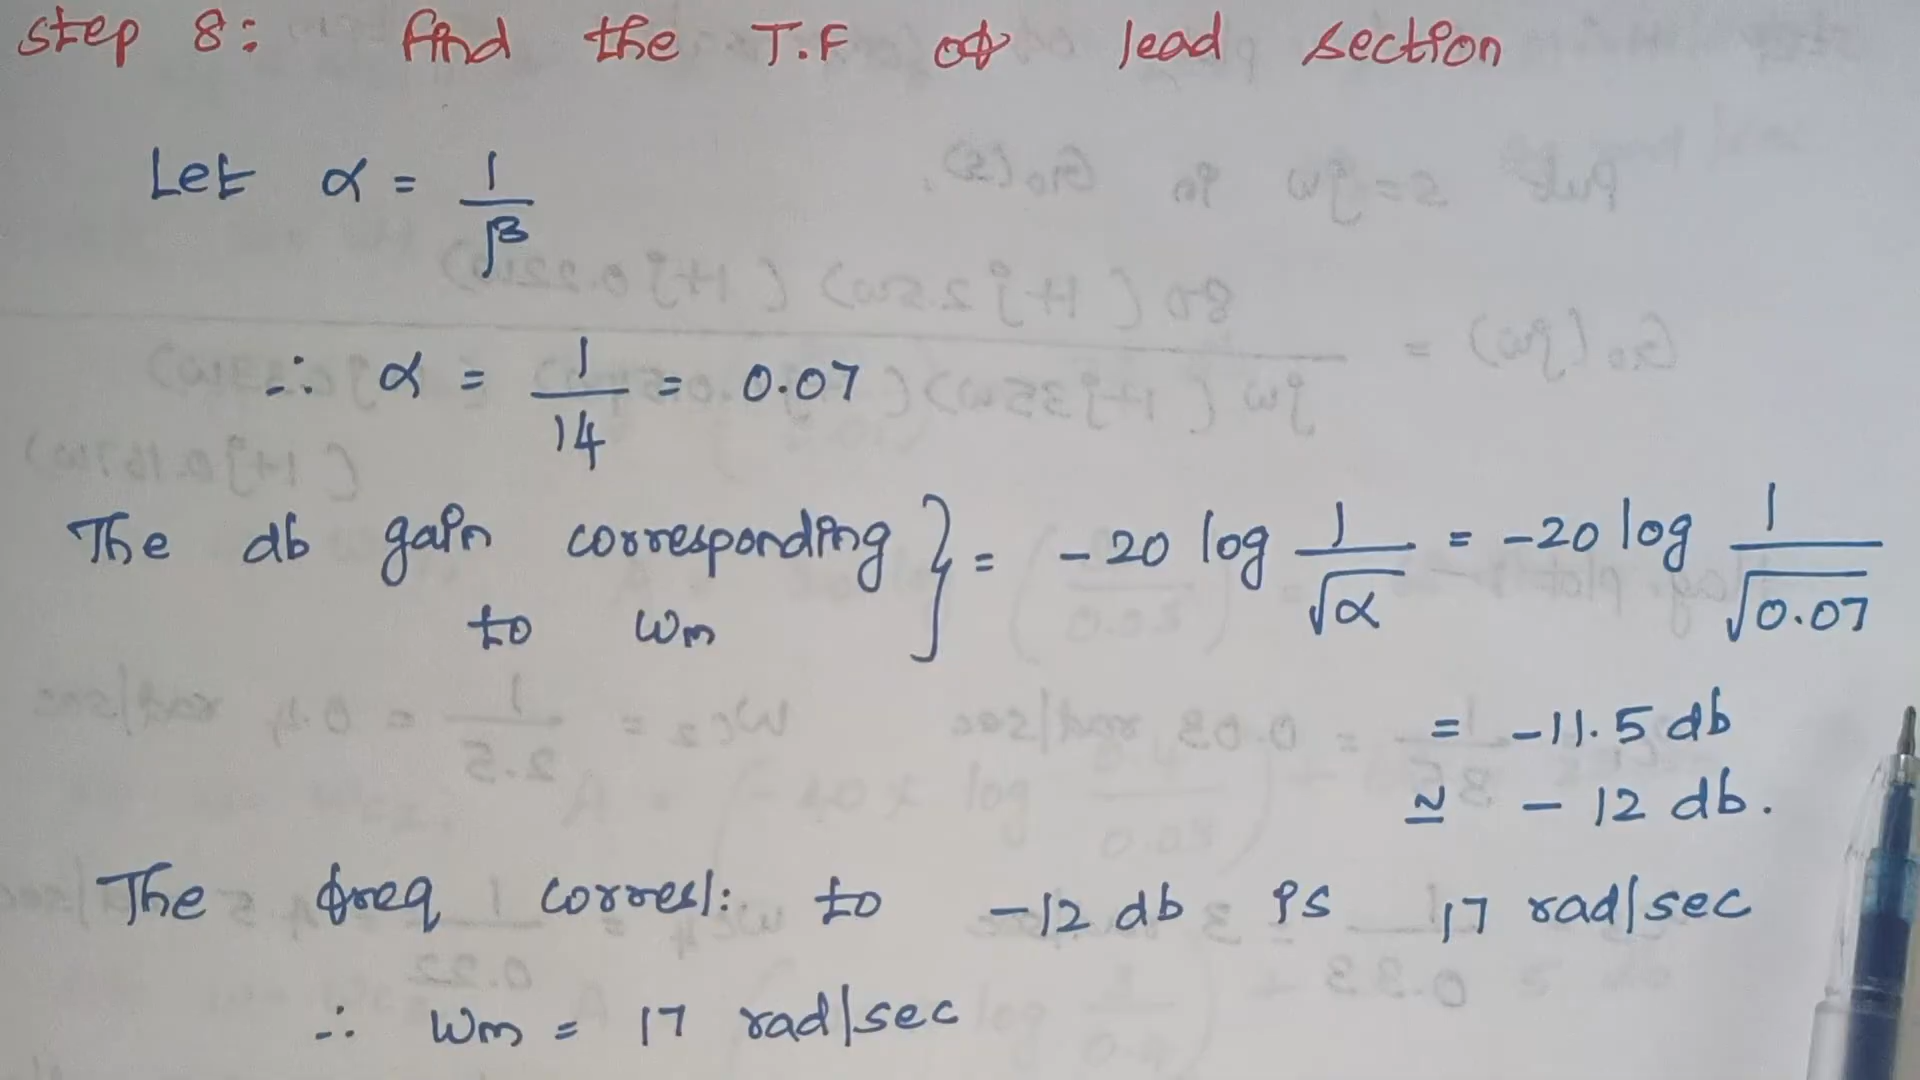 step 8: find the T.F of lead section
Let α = 1/β
∴ α = 1/14 = 0.07
The db gain corresponding to ωm } = -20 log 1/√α = -20 log 1/√0.07
= -11.5 db
≃ -12 db.
The freq corresl: to -12 db is 17 rad/sec
∴ ωm = 17 rad/sec